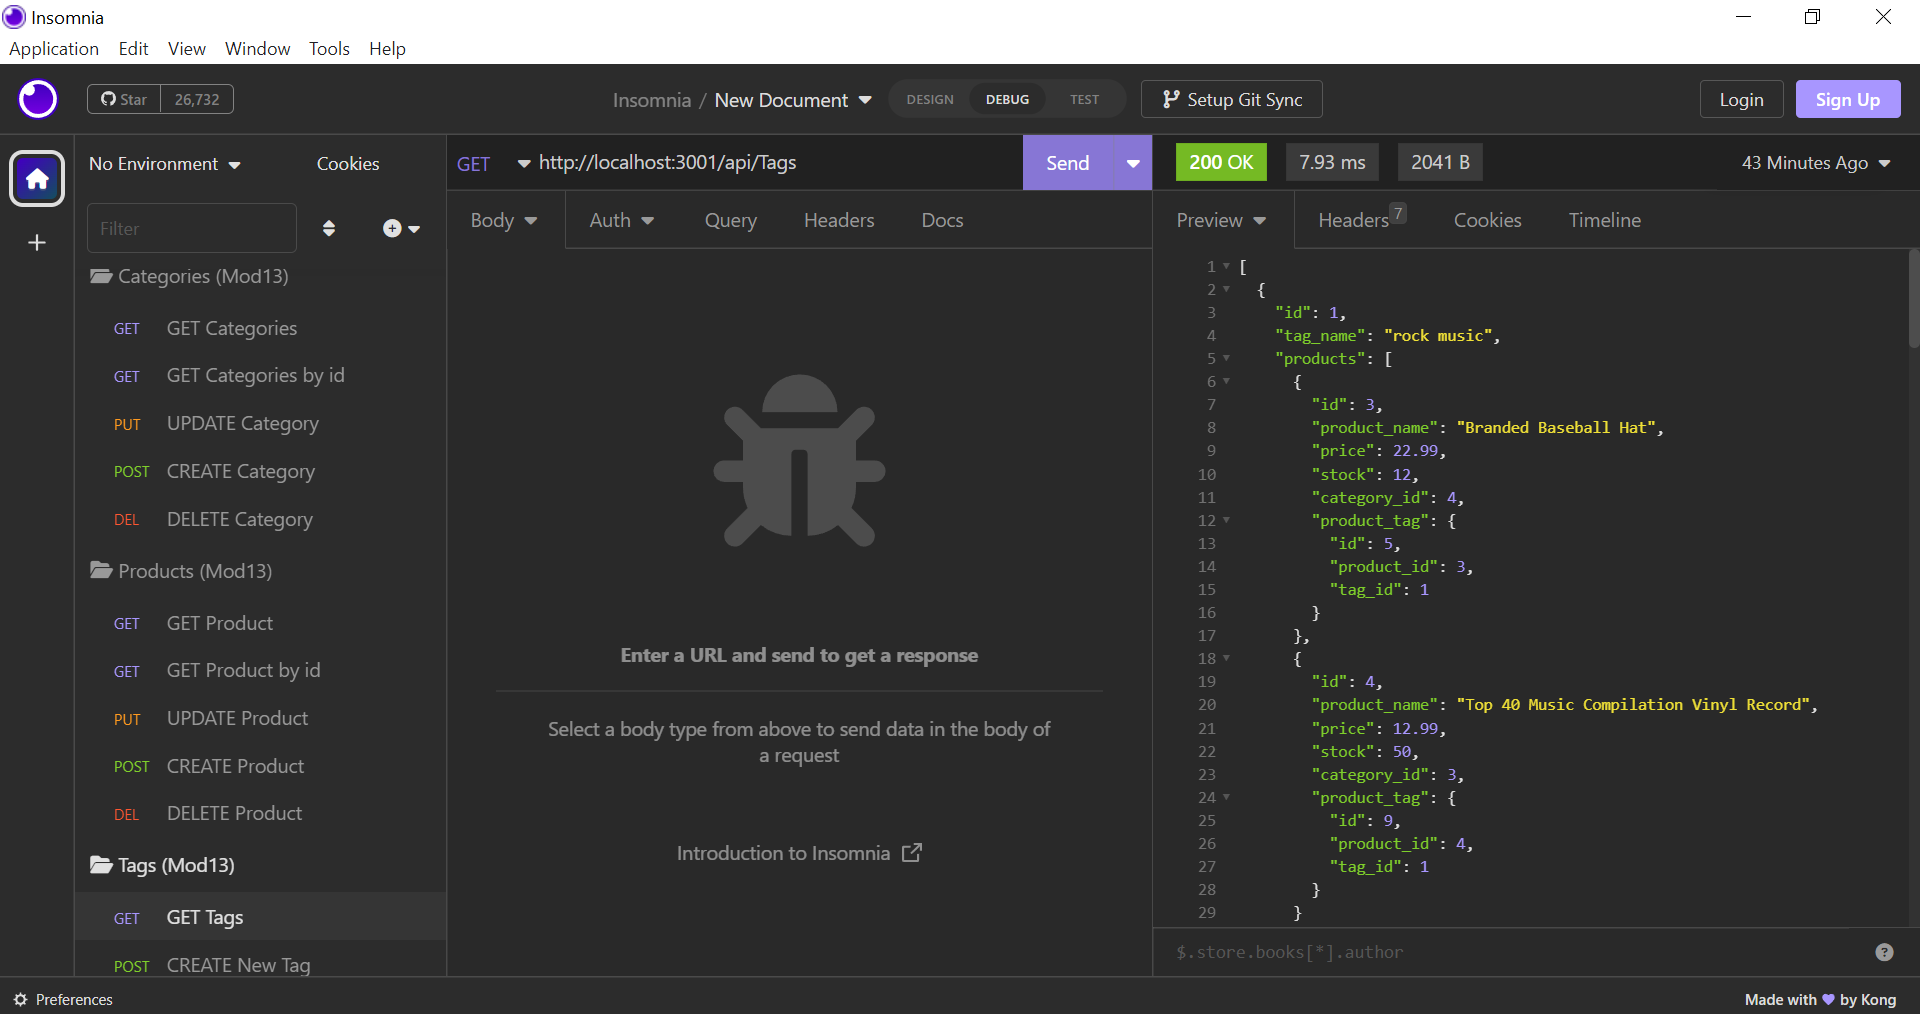 Insomnia
Application Edit View Window Tools Help
Star 26,732
Insomnia / New Document
DESIGN DEBUG TEST
Setup Git Sync
Login
Sign Up
No Environment
Cookies
Filter
Categories (Mod13)
GET GET Categories
GET GET Categories by id
PUT UPDATE Category
POST CREATE Category
DEL DELETE Category
Products (Mod13)
GET GET Product
GET GET Product by id
PUT UPDATE Product
POST CREATE Product
DEL DELETE Product
Tags (Mod13)
GET GET Tags
POST CREATE New Tag
GET http://localhost:3001/api/Tags Send
Body Auth Query Headers Docs
Enter a URL and send to get a response
Select a body type from above to send data in the body of
a request
Introduction to Insomnia
200 OK 7.93 ms 2041 B 43 Minutes Ago
Preview Headers 7 Cookies Timeline
1 [
2 {
3 "id": 1,
4 "tag_name": "rock music",
5 "products": [
6 {
7 "id": 3,
8 "product_name": "Branded Baseball Hat",
9 "price": 22.99,
10 "stock": 12,
11 "category_id": 4,
12 "product_tag": {
13 "id": 5,
14 "product_id": 3,
15 "tag_id": 1
16 }
17 },
18 {
19 "id": 4,
20 "product_name": "Top 40 Music Compilation Vinyl Record",
21 "price": 12.99,
22 "stock": 50,
23 "category_id": 3,
24 "product_tag": {
25 "id": 9,
26 "product_id": 4,
27 "tag_id": 1
28 }
29 }
$.store.books[*].author
?
Preferences
Made with 💜 by Kong